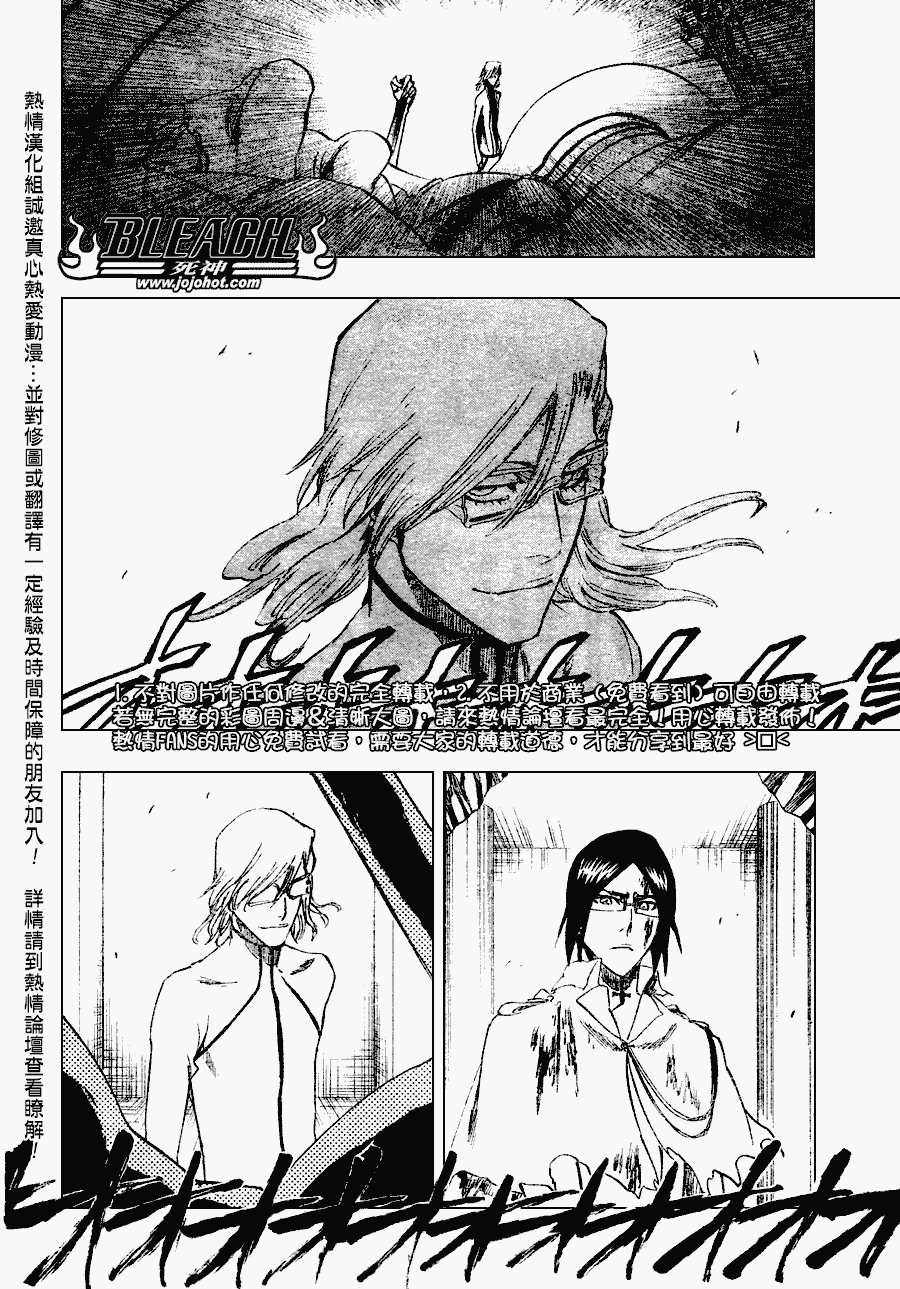 熱情漢化組誠邀真心熱愛動漫…並對修圖或翻譯有一定經驗及時間保障的朋友加入！ 詳情請到熱情論壇查看瞭解！
BLEACH
死神
www.jojohot.com
1. 不對圖片作任何修改的完全轉載，2. 不用於商業（免費看到）可自由轉載
若無完整的彩圖周漫&清晰大圖，請來熱情論壇看最完全！用心轉載發佈！
熱情FANS的用心免費試看，需要大家的轉載道德，才能分享到最好 >口<